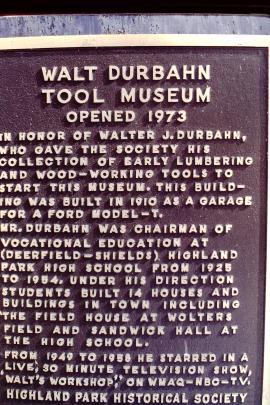 WALT DURBAHN
TOOL MUSEUM
OPENED 1973
IN HONOR OF WALTER J. DURBAHN,
WHO GAVE THE SOCIETY HIS
COLLECTION OF EARLY LUMBERING
AND WOOD-WORKING TOOLS TO
START THIS MUSEUM. THIS BUILD-
ING WAS BUILT IN 1910 AS A GARAGE
FOR A FORD MODEL-T.
MR. DURBAHN WAS CHAIRMAN OF
VOCATIONAL EDUCATION AT
(DEERFIELD-SHIELDS) HIGHLAND
PARK HIGH SCHOOL FROM 1925
TO 1954. UNDER HIS DIRECTION
STUDENTS BUILT 14 HOUSES AND
BUILDINGS IN TOWN INCLUDING
THE FIELD HOUSE AT WOLTERS
FIELD AND SANDWICK HALL AT
THE HIGH SCHOOL.
FROM 1949 TO 1958 HE STARRED IN A
LIVE, 30 MINUTE TELEVISION SHOW,
"WALT'S WORKSHOP," ON WMAQ-NBC-TV.
HIGHLAND PARK HISTORICAL SOCIETY